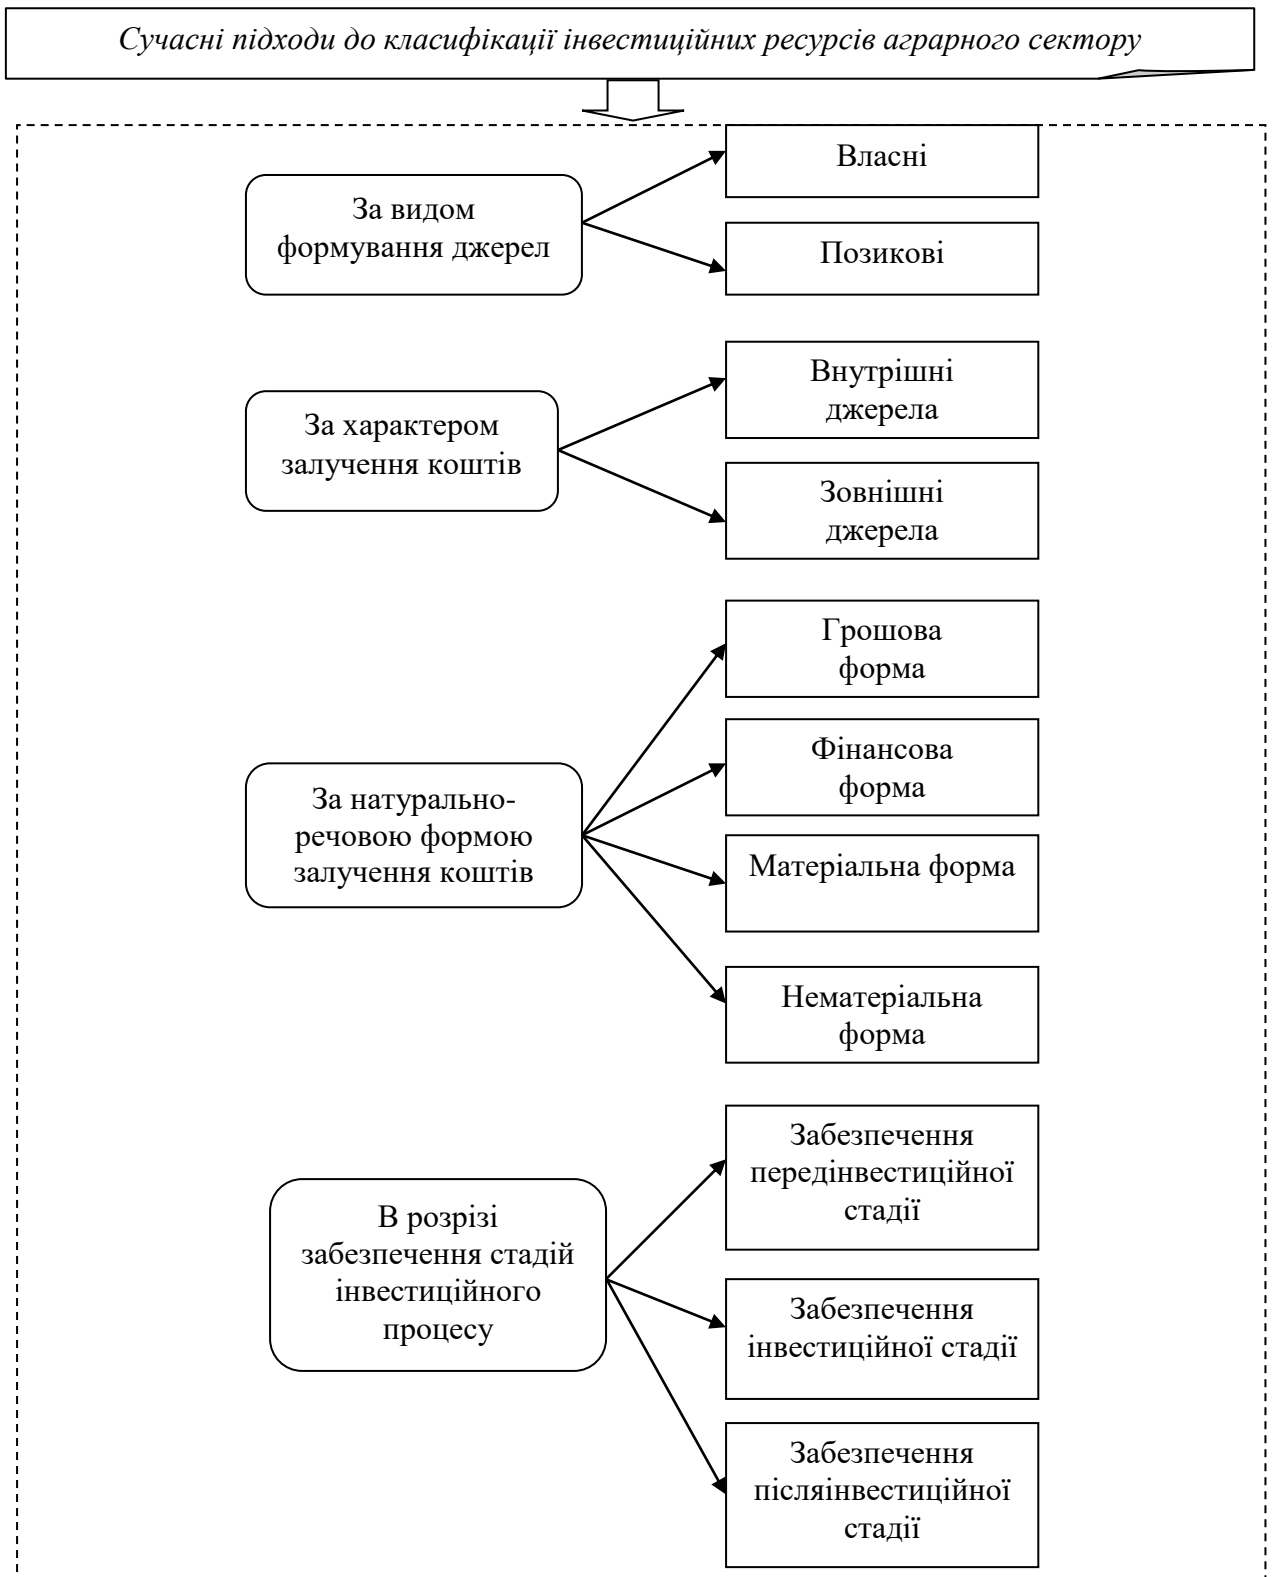 Сучасні підходи до класифікації інвестиційних ресурсів аграрного сектору
За видом
формування джерел
Власні
Позикові
За характером
залучення коштів
Внутрішні
джерела
Зовнішні
джерела
За натурально-
речовою формою
залучення коштів
Грошова
форма
Фінансова
форма
Матеріальна форма
Нематеріальна
форма
В розрізі
забезпечення стадій
інвестиційного
процесу
Забезпечення
передінвестиційної
стадії
Забезпечення
інвестиційної стадії
Забезпечення
післяінвестиційної
стадії